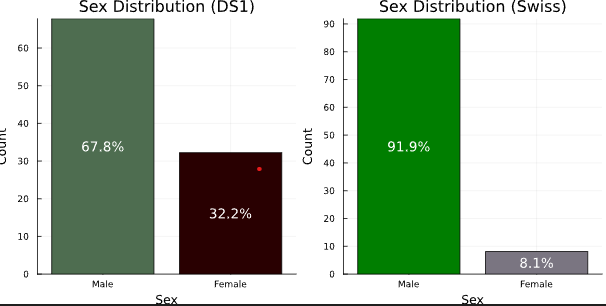 Sex Distribution (DS1)
Count
60
50
40
30
20
10
0
67.8%
32.2%
Male
Female
Sex
Sex Distribution (Swiss)
Count
90
80
70
60
50
40
30
20
10
0
91.9%
8.1%
Male
Female
Sex